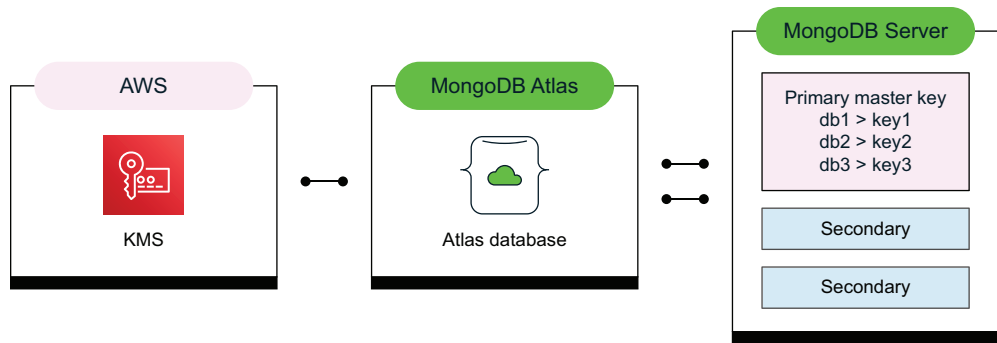 AWS
KMS
MongoDB Atlas
Atlas database
MongoDB Server
Primary master key
db1 > key1
db2 > key2
db3 > key3
Secondary
Secondary